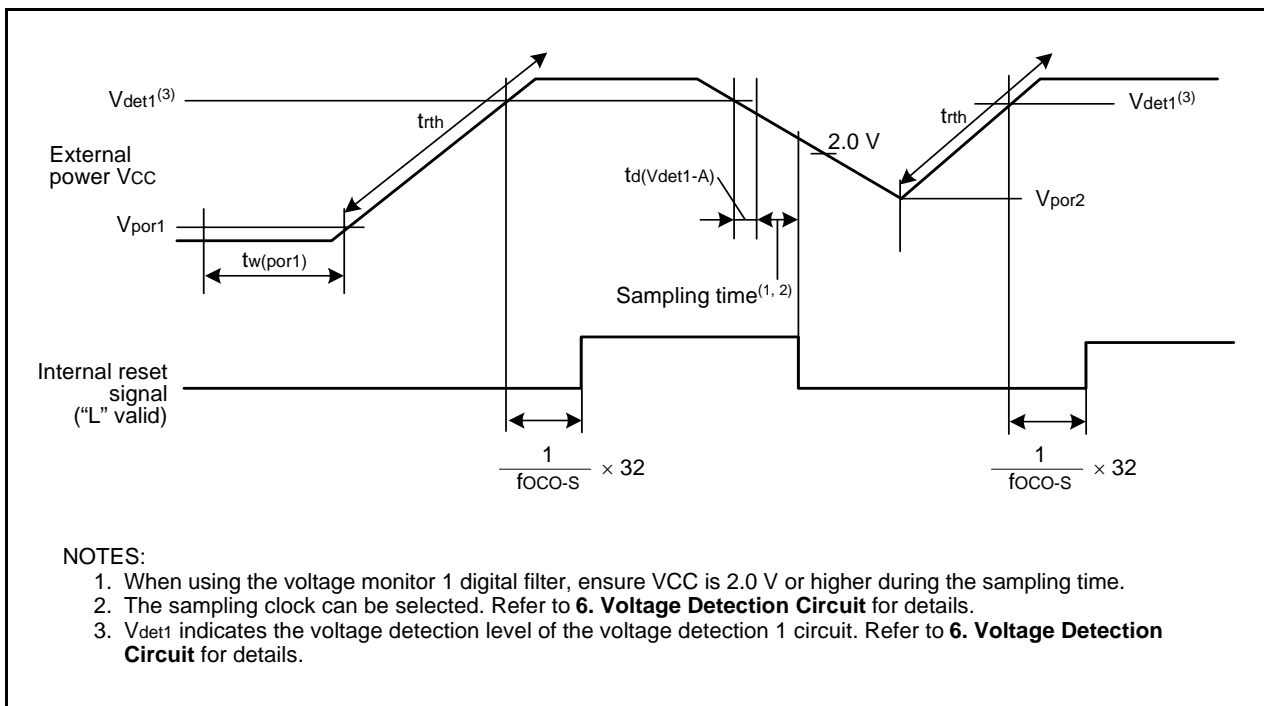 Vdet1(3)
trth
External
power VCC
Vpor1
tw(por1)
td(Vdet1-A)
2.0 V
Sampling time(1, 2)
trth
Vdet1(3)
Vpor2
Internal reset
signal
(“L” valid)
1
fOCO-S
× 32
1
fOCO-S
× 32
NOTES:
1. When using the voltage monitor 1 digital filter, ensure VCC is 2.0 V or higher during the sampling time.
2. The sampling clock can be selected. Refer to 6. Voltage Detection Circuit for details.
3. Vdet1 indicates the voltage detection level of the voltage detection 1 circuit. Refer to 6. Voltage Detection
Circuit for details.